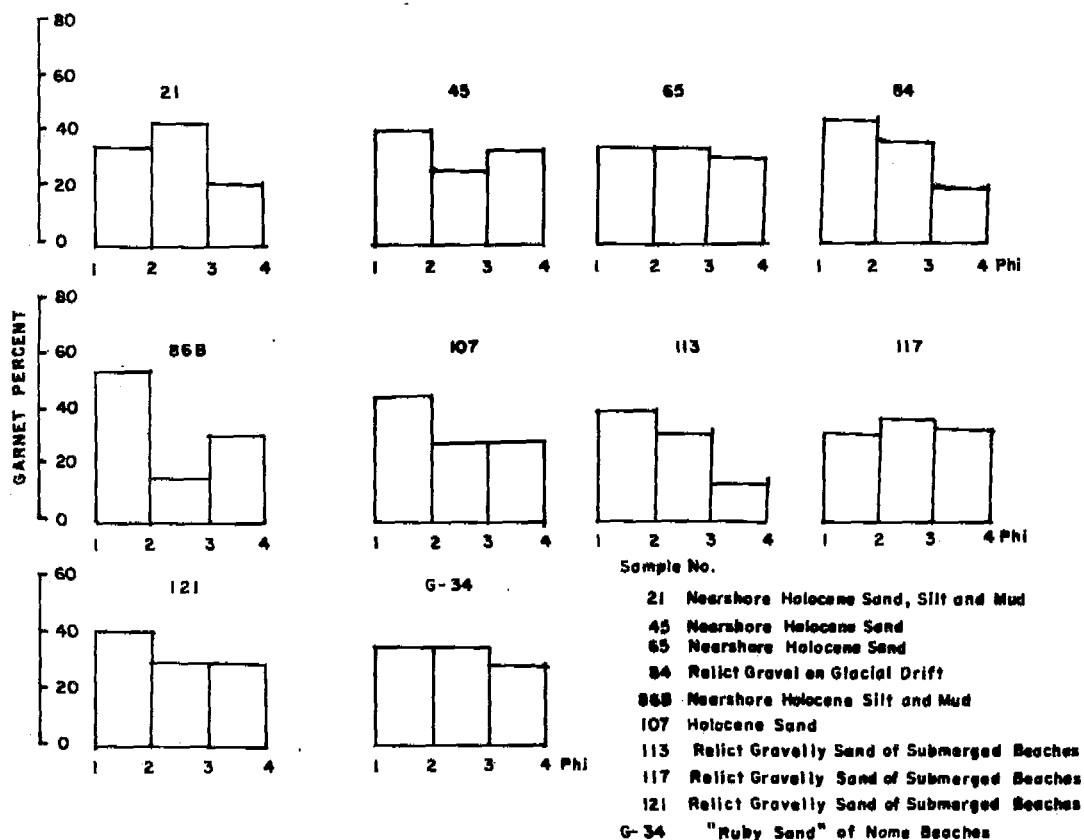 80
60
40
20
0
21
45
65
84
1 2 3 4
1 2 3 4
1 2 3 4
1 2 3 4 Phi
GARNET PERCENT
80
60
40
20
0
86B
107
113
117
1 2 3 4
1 2 3 4
1 2 3 4
1 2 3 4 Phi
60
40
20
0
121
G-34
1 2 3 4
1 2 3 4 Phi
Sample No.
21 Nearshore Holocene Sand, Silt and Mud
45 Nearshore Holocene Sand
65 Nearshore Holocene Sand
84 Relict Gravel on Glacial Drift
86B Nearshore Holocene Silt and Mud
107 Holocene Sand
113 Relict Gravelly Sand of Submerged Beaches
117 Relict Gravelly Sand of Submerged Beaches
121 Relict Gravelly Sand of Submerged Beaches
G-34 "Ruby Sand" of Nome Beaches